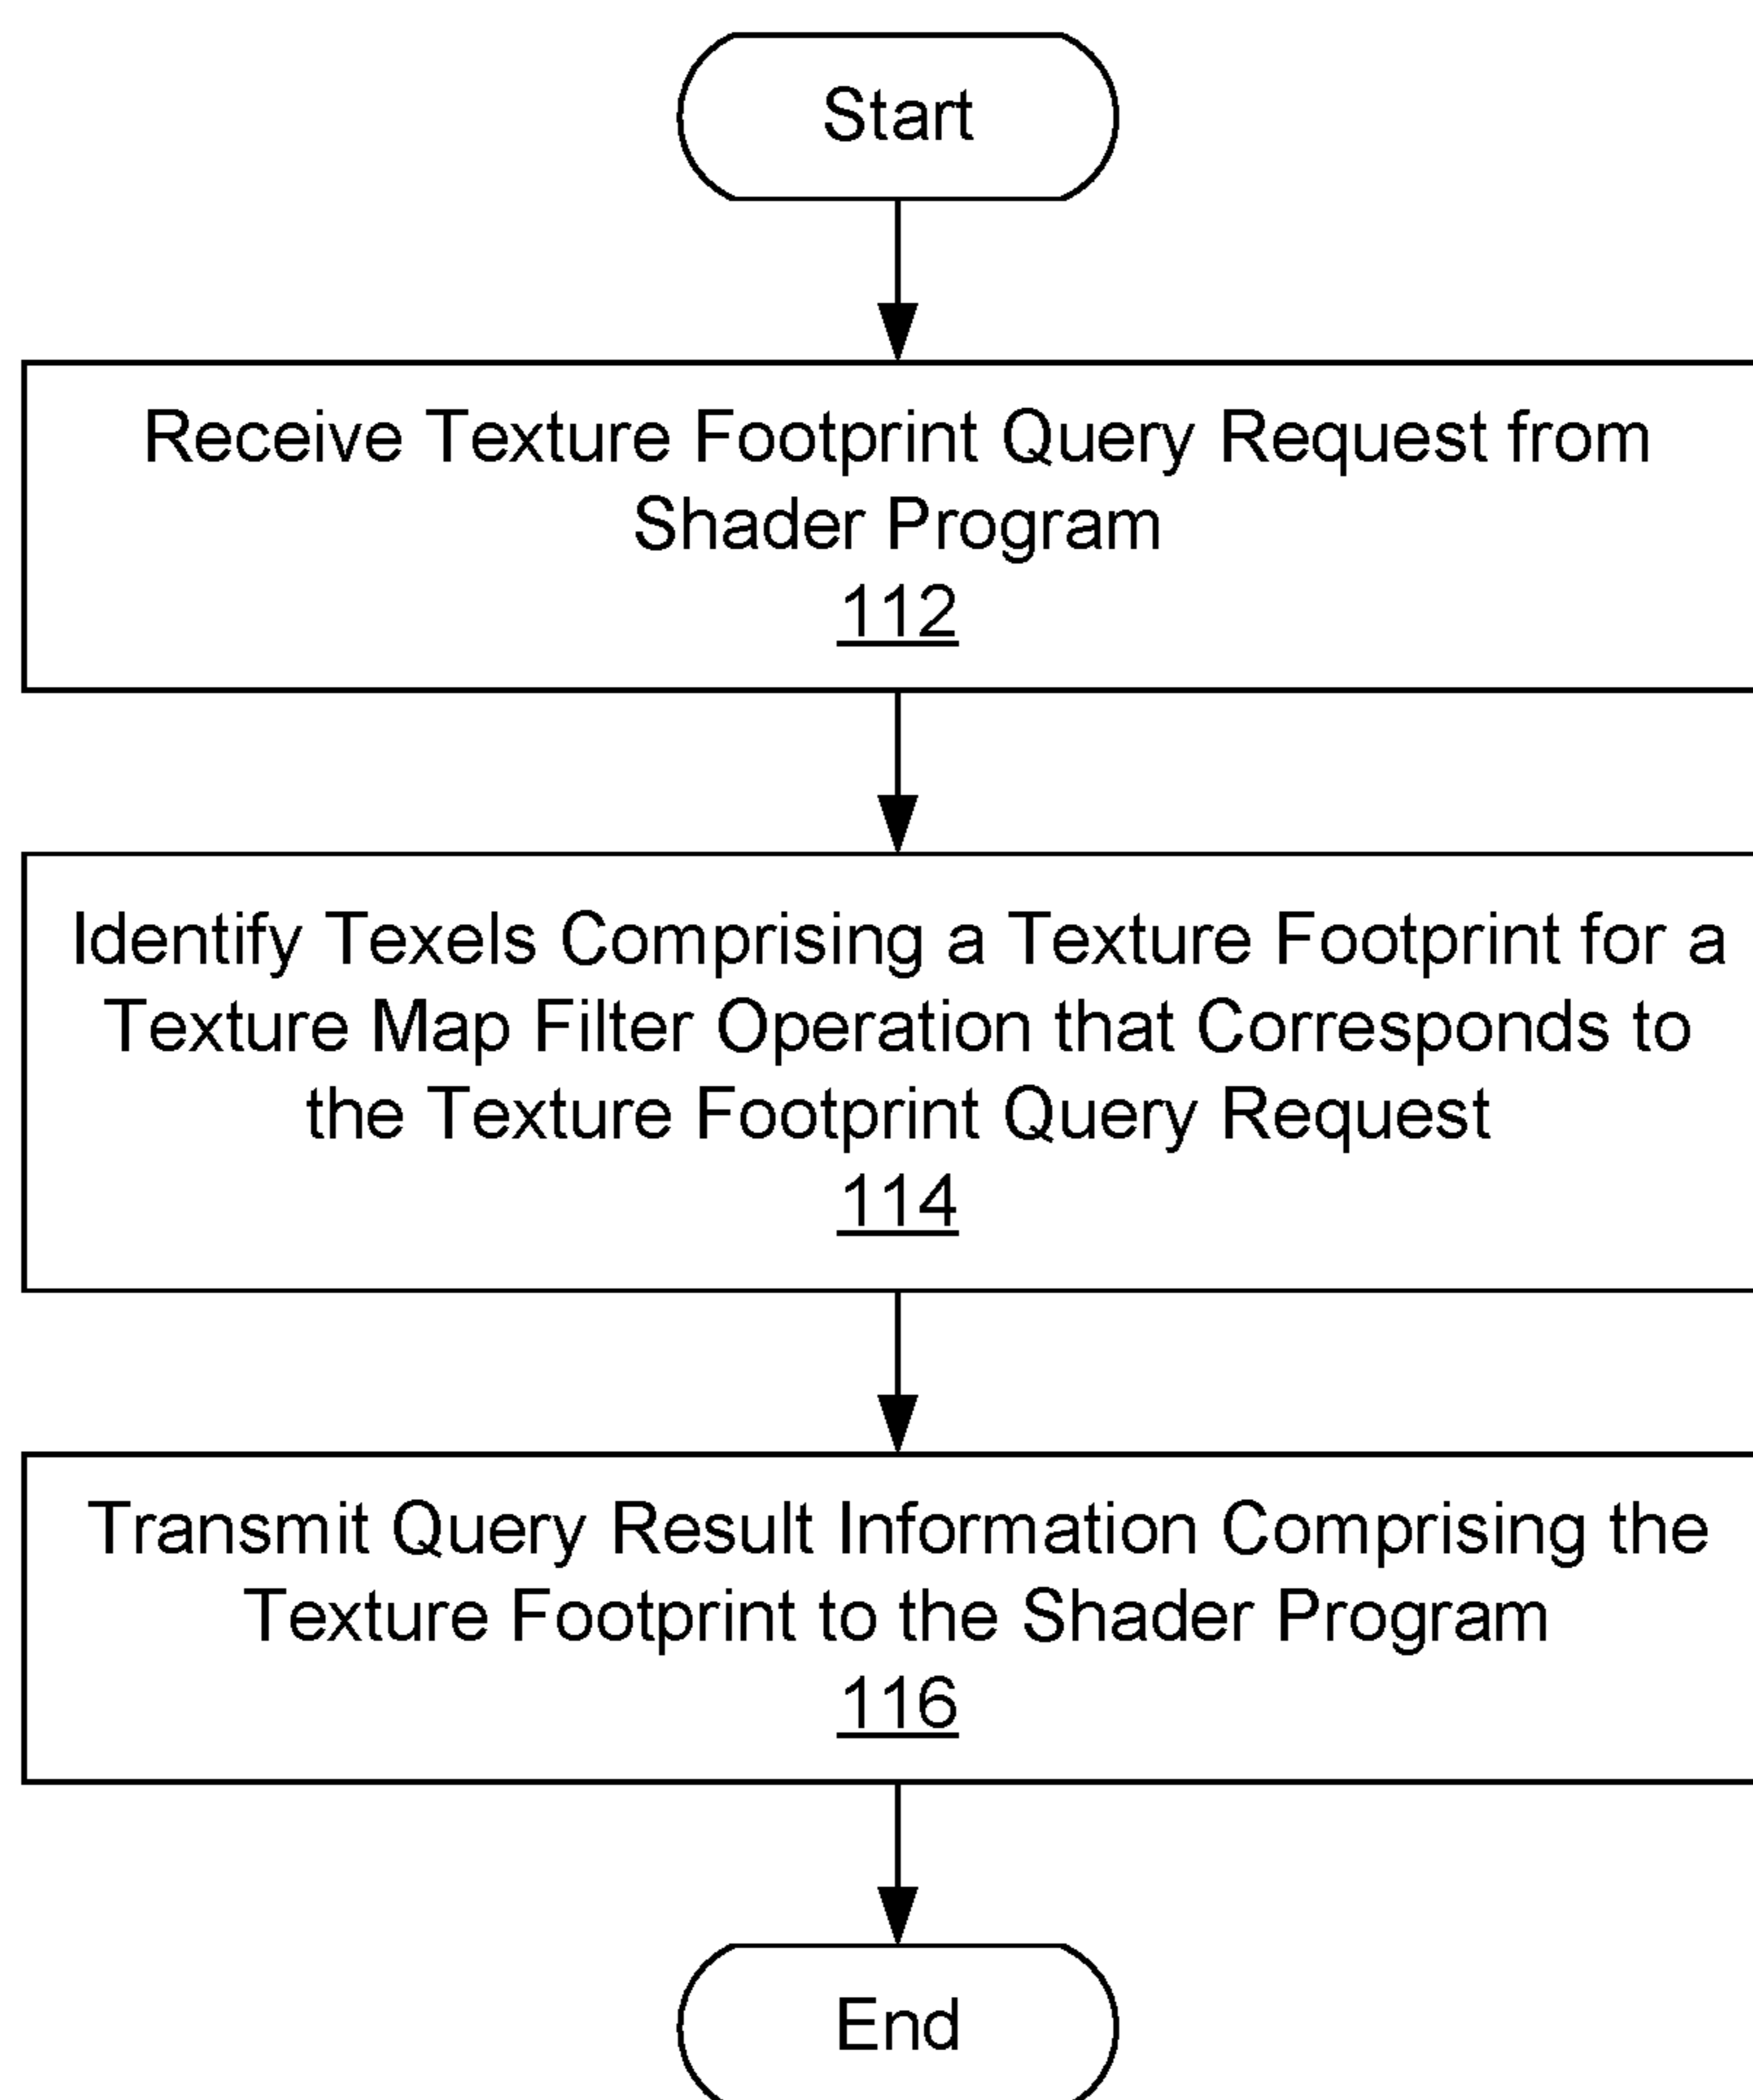 Start
Receive Texture Footprint Query Request from
Shader Program
112
Identify Texels Comprising a Texture Footprint for a
Texture Map Filter Operation that Corresponds to
the Texture Footprint Query Request
114
Transmit Query Result Information Comprising the
Texture Footprint to the Shader Program
116
End